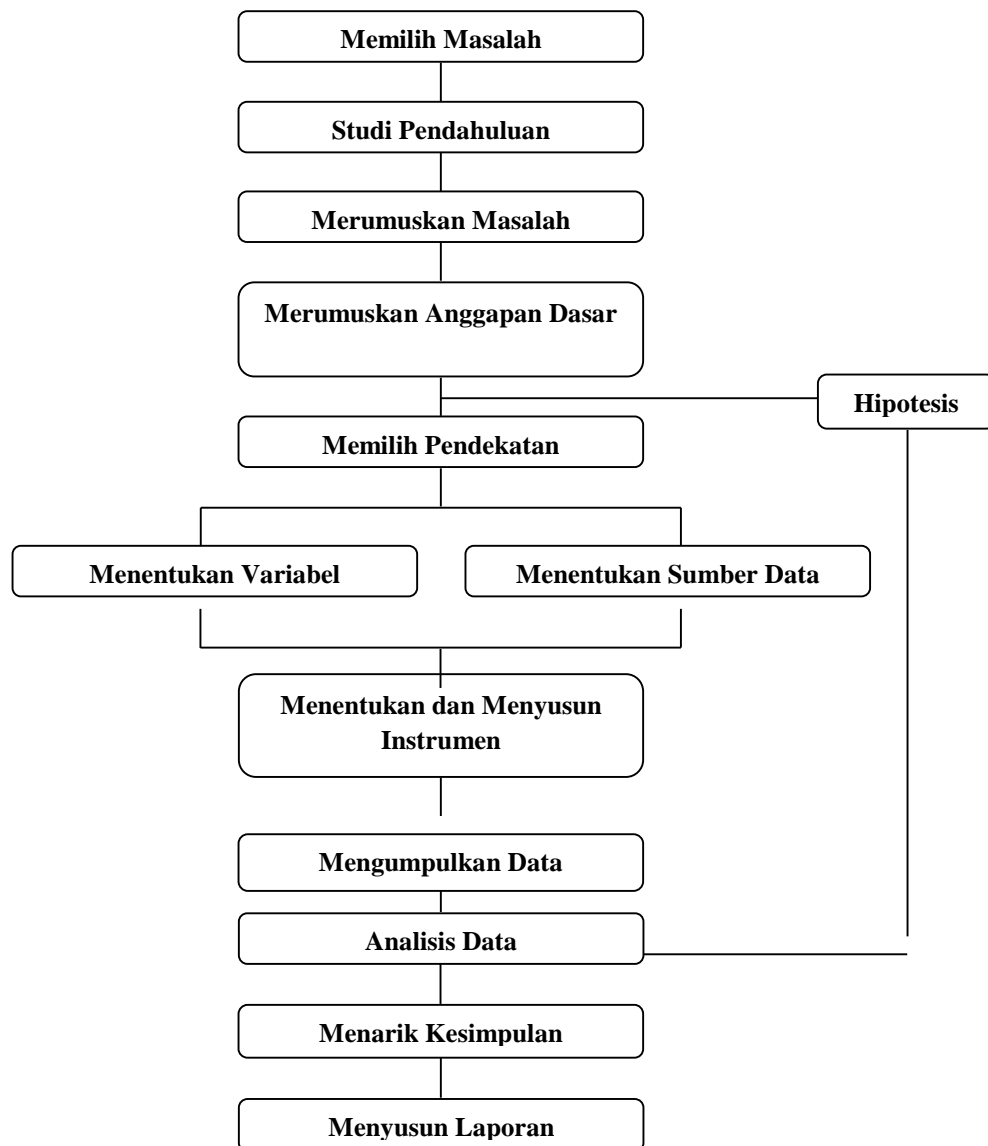 Memilih Masalah
Studi Pendahuluan
Merumuskan Masalah
Merumuskan Anggapan Dasar
Hipotesis
Memilih Pendekatan
Menentukan Variabel
Menentukan Sumber Data
Menentukan dan Menyusun
Instrumen
Mengumpulkan Data
Analisis Data
Menarik Kesimpulan
Menyusun Laporan